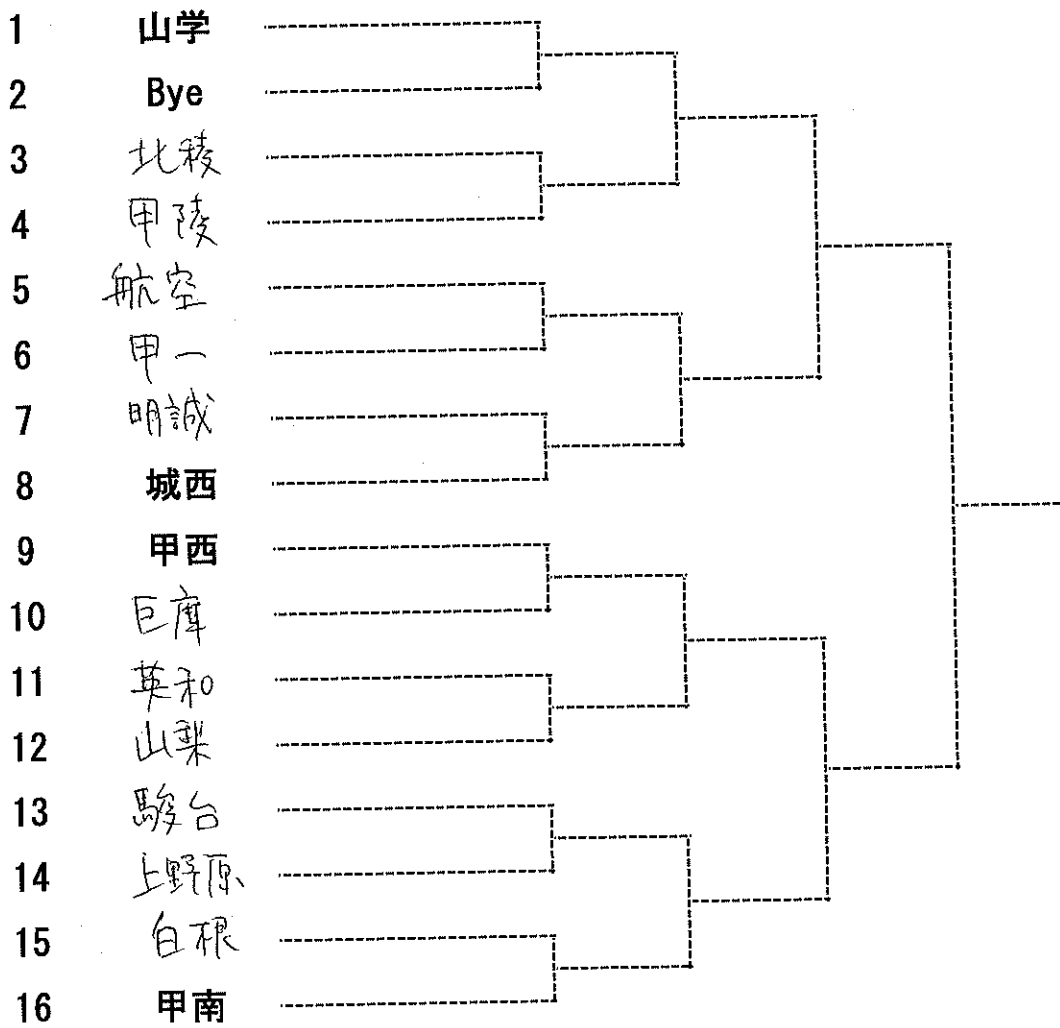 1 山学
2 Bye
3 北稜
4 甲陵
5 航空
6 甲一
7 明誠
8 城西
9 甲西
10 巨摩
11 英和
12 山梨
13 駿台
14 上野原
15 白根
16 甲南